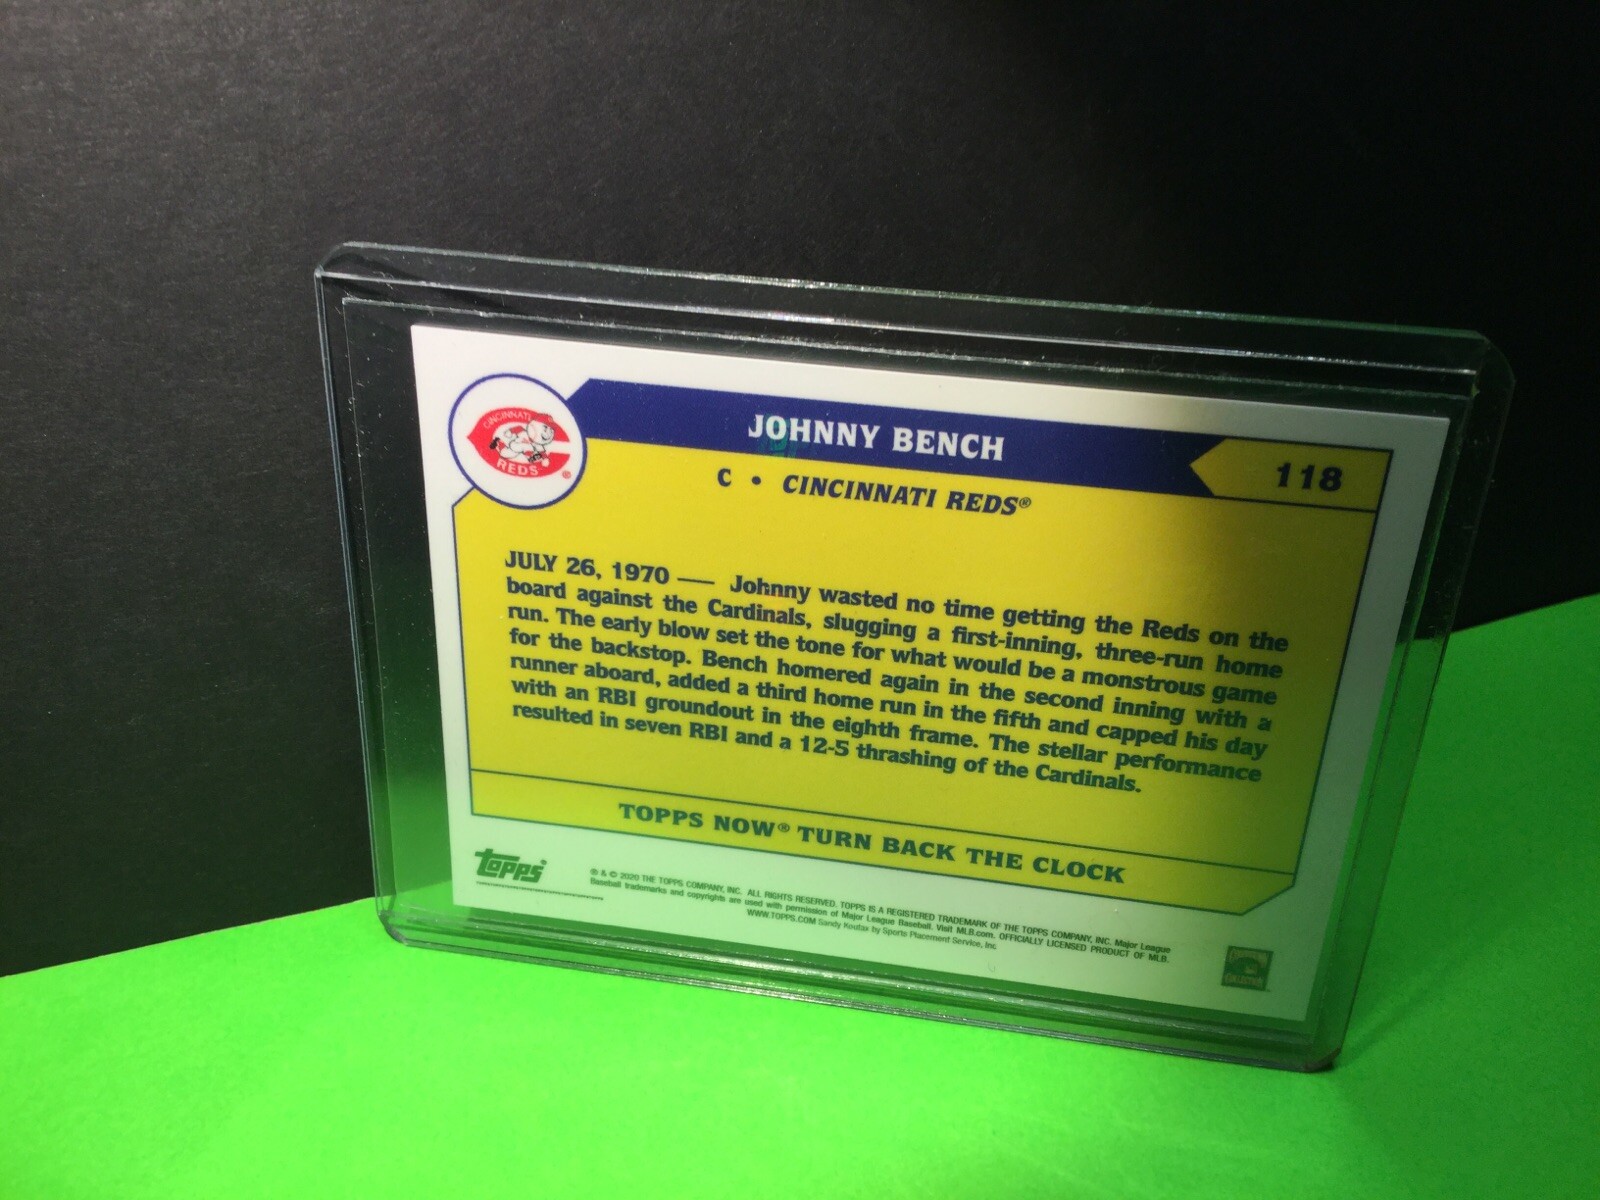 CINCINNATI
REDS®
JOHNNY BENCH
118
C • CINCINNATI REDS®
JULY 26, 1970 — Johnny wasted no time getting the Reds on the
board against the Cardinals, slugging a first-inning, three-run home
run. The early blow set the tone for what would be a monstrous game
for the backstop. Bench homered again in the second inning with a
runner aboard, added a third home run in the fifth and capped his day
with an RBI groundout in the eighth frame. The stellar performance
resulted in seven RBI and a 12-5 thrashing of the Cardinals.
TOPPS NOW® TURN BACK THE CLOCK
topps®
® & © 2020 THE TOPPS COMPANY, INC. ALL RIGHTS RESERVED. TOPPS IS A REGISTERED TRADEMARK OF THE TOPPS COMPANY, INC. Major League
Baseball trademarks and copyrights are used with permission of Major League Baseball. Visit MLB.com. OFFICIALLY LICENSED PRODUCT OF MLB.
WWW.TOPPS.COM Sandy Koufax by Sports Placement Service, Inc